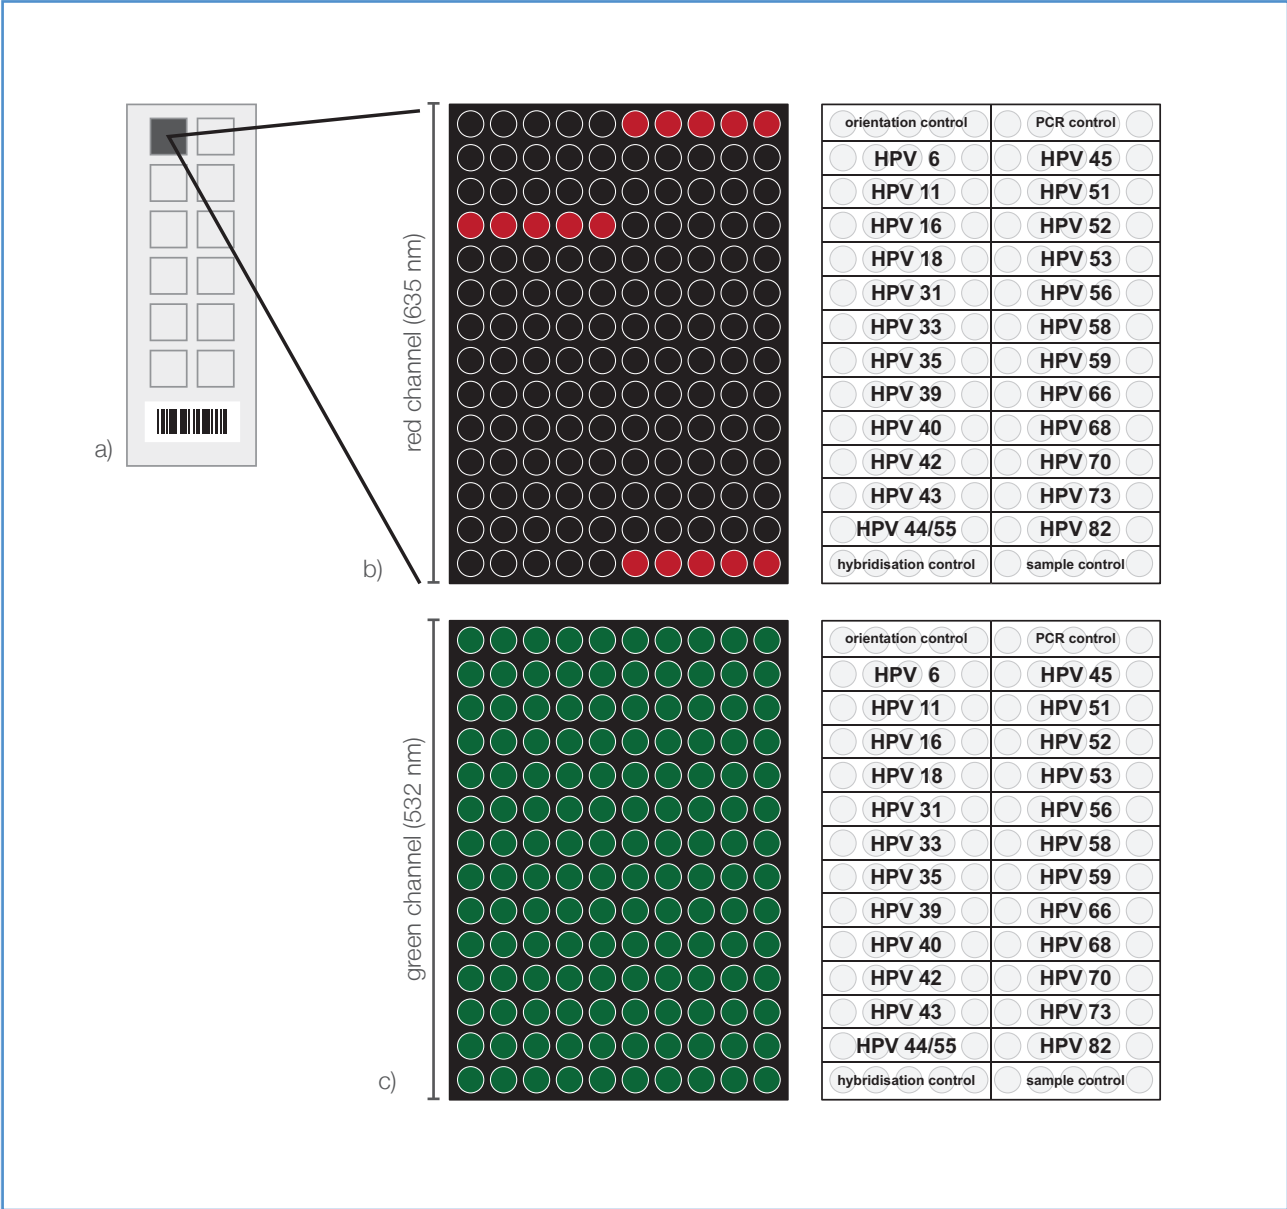 a)
b)
red channel (635 nm)
orientation control PCR control
HPV 6 HPV 45
HPV 11 HPV 51
HPV 16 HPV 52
HPV 18 HPV 53
HPV 31 HPV 56
HPV 33 HPV 58
HPV 35 HPV 59
HPV 39 HPV 66
HPV 40 HPV 68
HPV 42 HPV 70
HPV 43 HPV 73
HPV 44/55 HPV 82
hybridisation control sample control
c)
green channel (532 nm)
orientation control PCR control
HPV 6 HPV 45
HPV 11 HPV 51
HPV 16 HPV 52
HPV 18 HPV 53
HPV 31 HPV 56
HPV 33 HPV 58
HPV 35 HPV 59
HPV 39 HPV 66
HPV 40 HPV 68
HPV 42 HPV 70
HPV 43 HPV 73
HPV 44/55 HPV 82
hybridisation control sample control